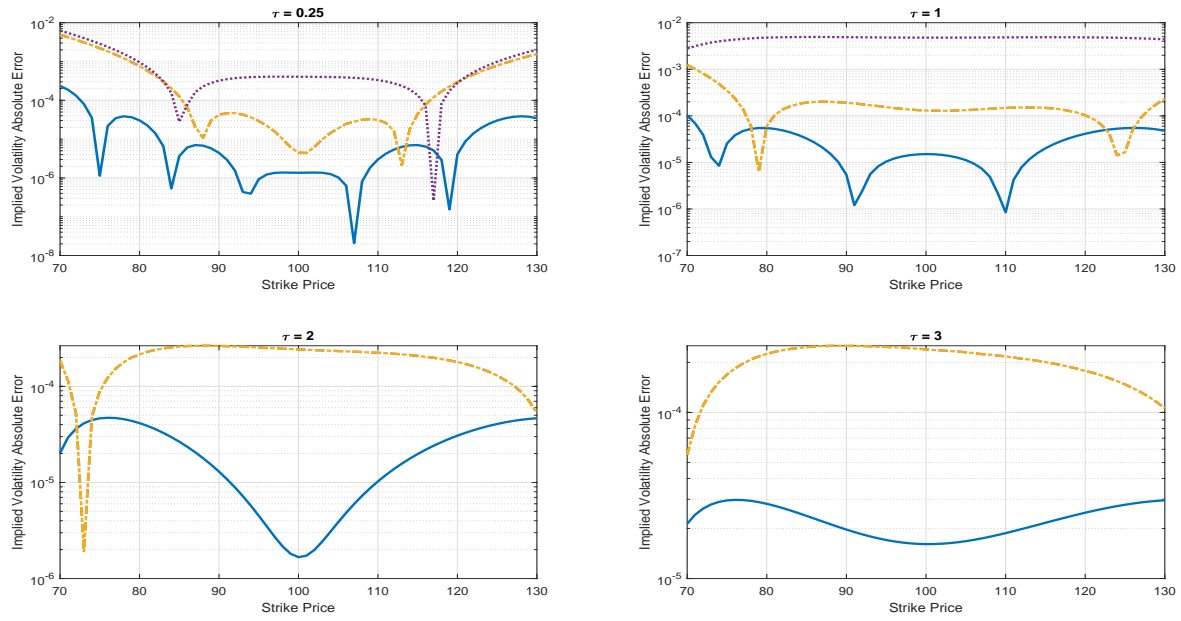 τ = 0.25
Implied Volatility Absolute Error
10^-2
10^-4
10^-6
10^-8
70 80 90 100 110 120 130
Strike Price
τ = 1
Implied Volatility Absolute Error
10^-2
10^-3
10^-4
10^-5
10^-6
10^-7
70 80 90 100 110 120 130
Strike Price
τ = 2
Implied Volatility Absolute Error
10^-4
10^-5
10^-6
70 80 90 100 110 120 130
Strike Price
τ = 3
Implied Volatility Absolute Error
10^-4
10^-5
70 80 90 100 110 120 130
Strike Price